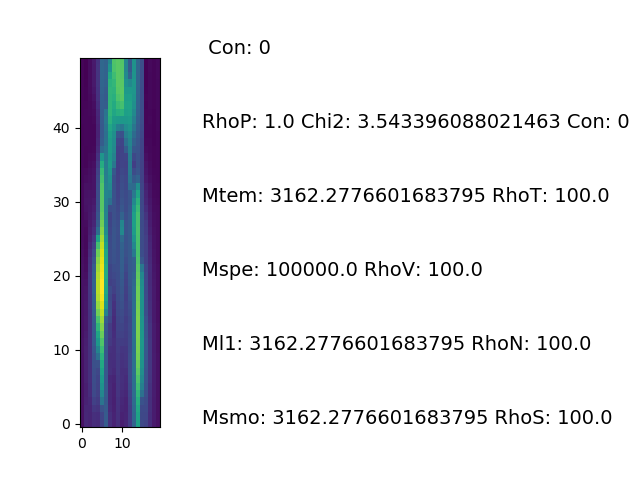 Con: 0
RhoP: 1.0 Chi2: 3.543396088021463 Con: 0
40
Mtem: 3162.2776601683795 RhoT: 100.0
30
Mspe: 100000.0 RhoV: 100.0
20
Ml1: 3162.2776601683795 RhoN: 100.0
10
Msmo: 3162.2776601683795 RhoS: 100.0
0
0 10